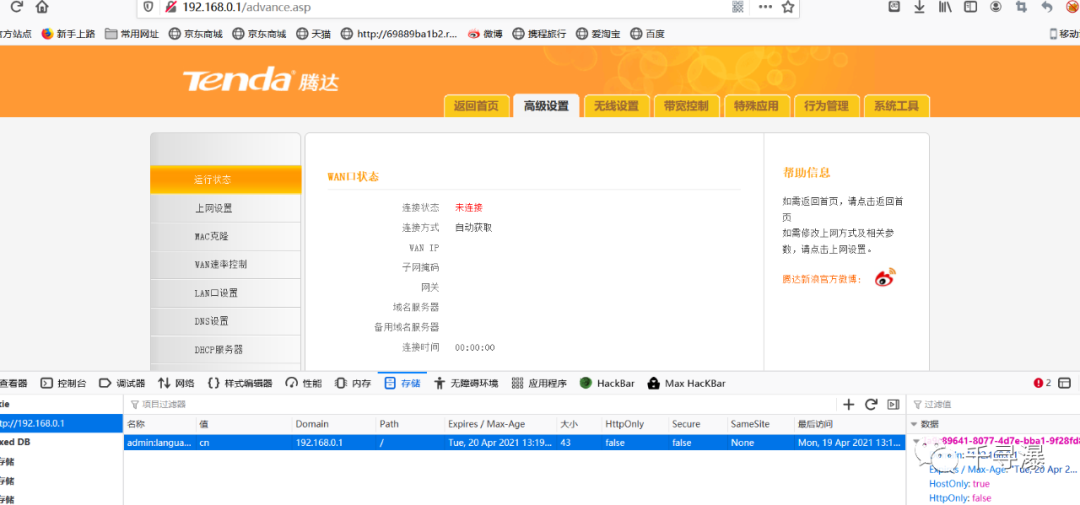 192.168.0.1/advance.asp
官方站点 新手上路 常用网址 京东商城 京东商城 天猫 http://69889ba1b2.r... 微博 携程旅行 爱淘宝 百度 移动
Tenda 腾达
返回首页 高级设置 无线设置 带宽控制 特殊应用 行为管理 系统工具
运行状态
上网设置
MAC克隆
WAN速率控制
LAN口设置
DNS设置
DHCP服务器
WAN口状态
连接状态 未连接
连接方式 自动获取
WAN IP
子网掩码
网关
域名服务器
备用域名服务器
连接时间 00:00:00
帮助信息
如需返回首页，请点击返回首
页
如需修改上网方式及相关参
数，请点击上网设置。
腾达新浪官方微博：
查看器 控制台 调试器 网络 样式编辑器 性能 内存 存储 无障碍环境 应用程序 HackBar Max HacKBar 2
kie
tp://192.168.0.1
xed DB
存储
存储
存储
项目过滤器
名称 值 Domain Path Expires / Max-Age 大小 HttpOnly Secure SameSite 最后访问
admin:langua... cn 192.168.0.1 / Tue, 20 Apr 2021 13:19... 43 false false None Mon, 19 Apr 2021 13:1...
过滤值
数据
89641-8077-4d7e-bba1-9f28fd8
Expires / Max-Age: "Tue, 20 Apr 2...
HostOnly: true
HttpOnly: false
千寻瀑